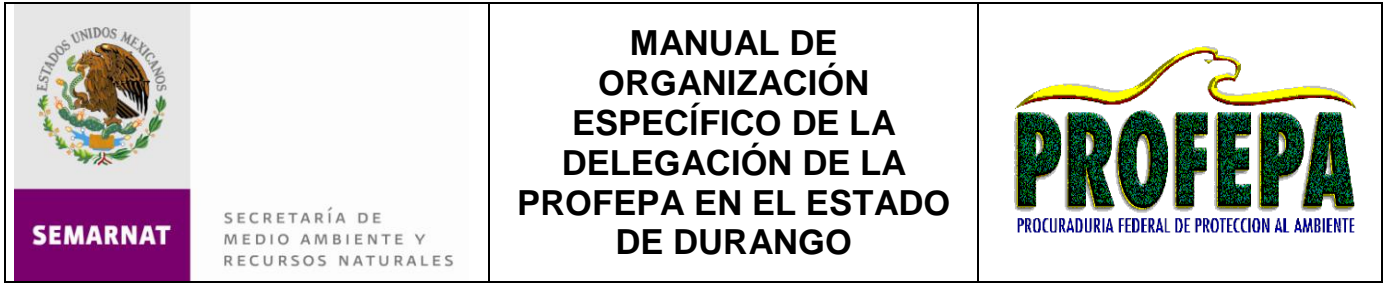 ESTADOS UNIDOS MEXICANOS
SEMARNAT
SECRETARÍA DE
MEDIO AMBIENTE Y
RECURSOS NATURALES
MANUAL DE
ORGANIZACIÓN
ESPECÍFICO DE LA
DELEGACIÓN DE LA
PROFEPA EN EL ESTADO
DE DURANGO
PROFEPA
PROCURADURIA FEDERAL DE PROTECCION AL AMBIENTE